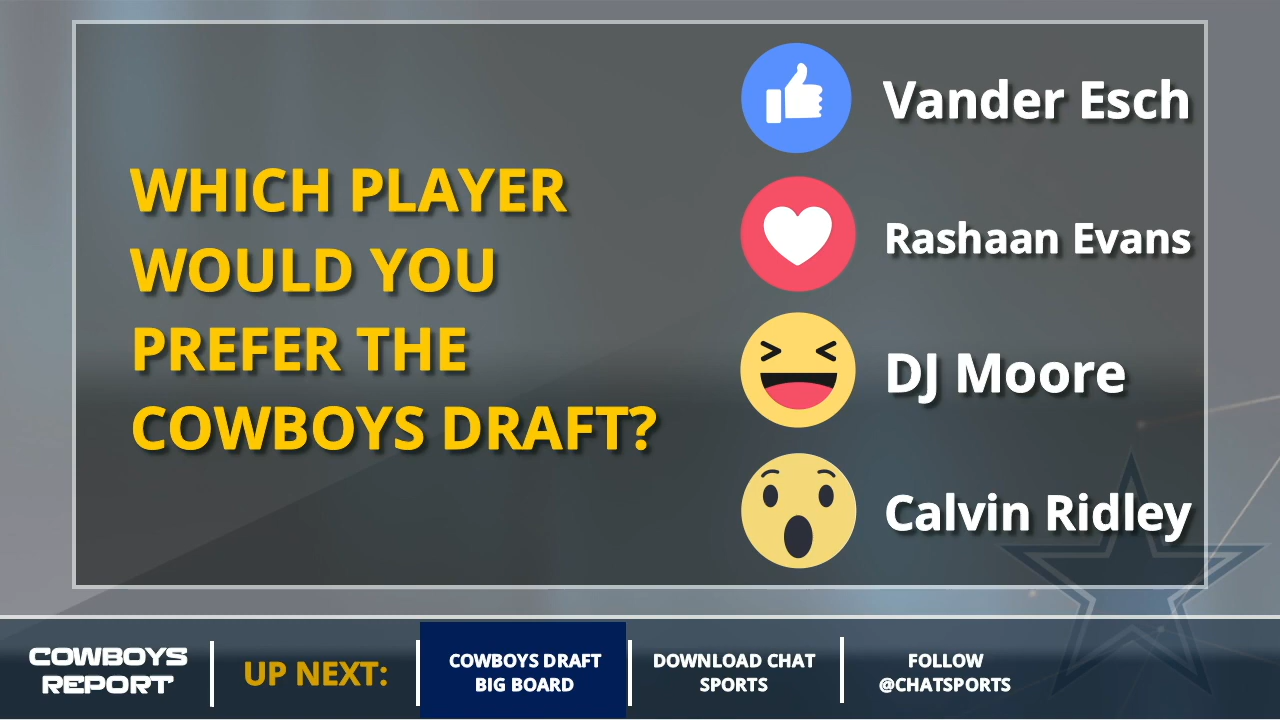 WHICH PLAYER
WOULD YOU
PREFER THE
COWBOYS DRAFT?
Vander Esch
Rashaan Evans
DJ Moore
Calvin Ridley
COWBOYS
REPORT
UP NEXT:
COWBOYS DRAFT
BIG BOARD
DOWNLOAD CHAT
SPORTS
FOLLOW
@CHATSPORTS